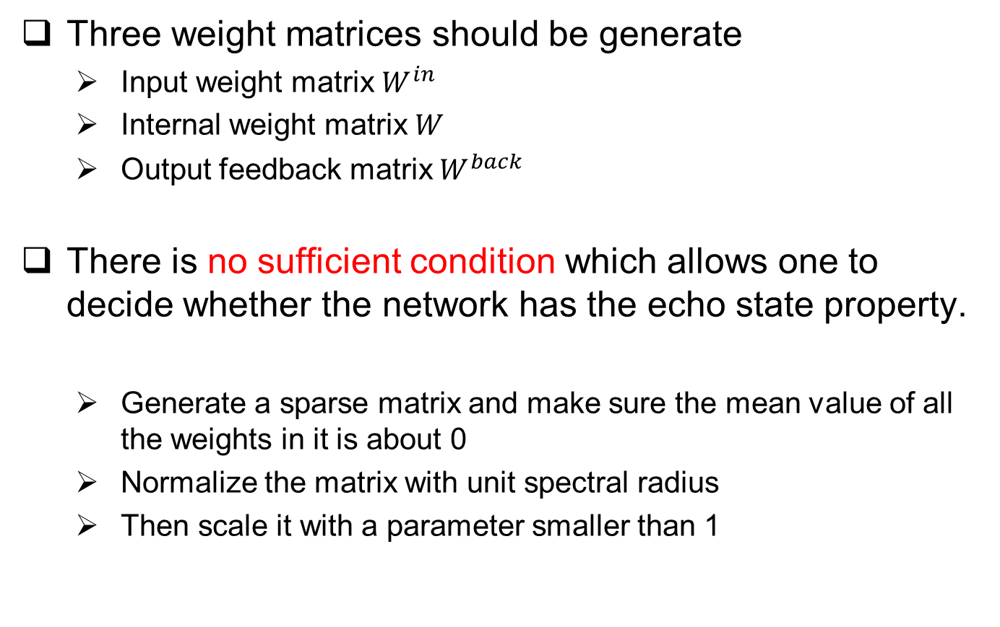 ❑ Three weight matrices should be generate
➢ Input weight matrix W^{in}
➢ Internal weight matrix W
➢ Output feedback matrix W^{back}
❑ There is no sufficient condition which allows one to
decide whether the network has the echo state property.
➢ Generate a sparse matrix and make sure the mean value of all
the weights in it is about 0
➢ Normalize the matrix with unit spectral radius
➢ Then scale it with a parameter smaller than 1